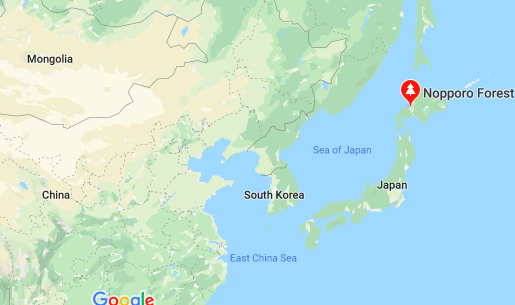 Mongolia
Nopporo Forest
Sea of Japan
China
South Korea
Japan
East China Sea
Google